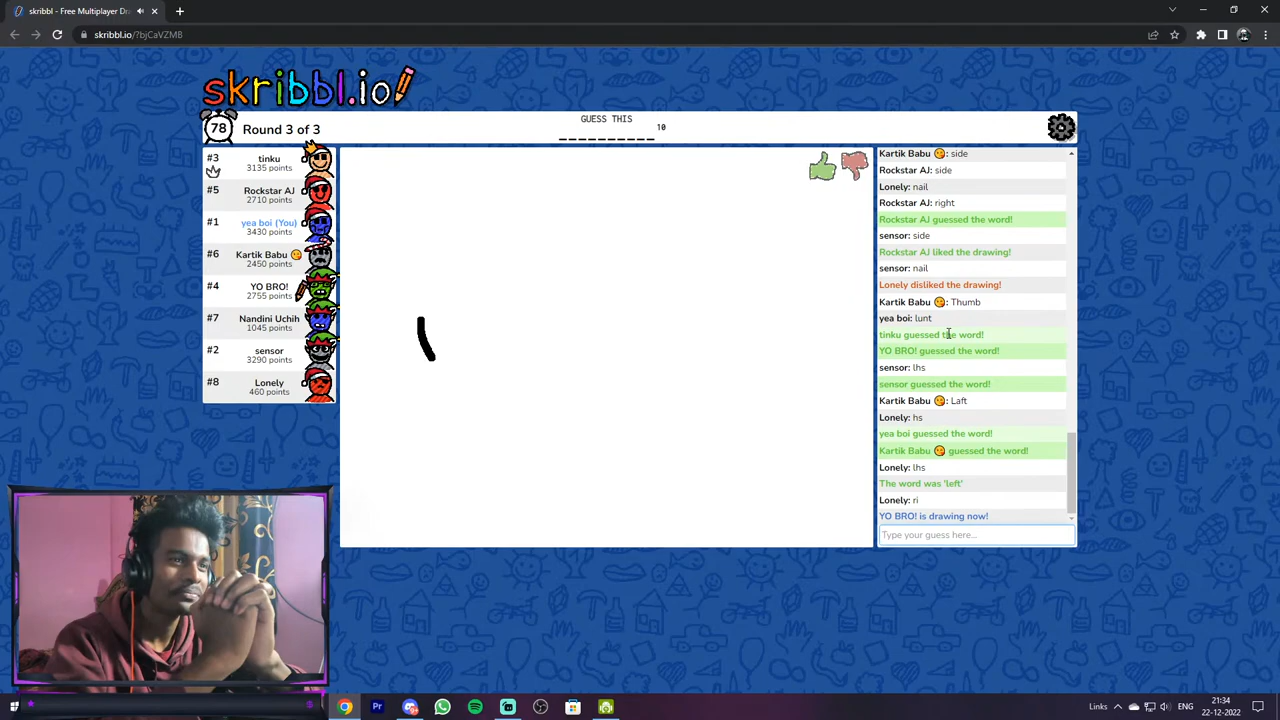 skribbl - Free Multiplayer Dra
skribbl.io/?bjCaVZMB
skribbl.io
78
Round 3 of 3
GUESS THIS
__________ 10
#3
tinku
3135 points
#5
Rockstar AJ
2710 points
#1
yea boi (You)
3430 points
#6
Kartik Babu 😋
2450 points
#4
YO BRO!
2755 points
#7
Nandini Uchih
1045 points
#2
sensor
3290 points
#8
Lonely
460 points
Kartik Babu 😋: side
Rockstar AJ: side
Lonely: nail
Rockstar AJ: right
Rockstar AJ guessed the word!
sensor: side
Rockstar AJ liked the drawing!
sensor: nail
Lonely disliked the drawing!
Kartik Babu 😋: Thumb
yea boi: lunt
tinku guessed the word!
YO BRO! guessed the word!
sensor: lhs
sensor guessed the word!
Kartik Babu 😋: Laft
Lonely: hs
yea boi guessed the word!
Kartik Babu 😋 guessed the word!
Lonely: lhs
The word was 'left'
Lonely: ri
YO BRO! is drawing now!
Type your guess here...
Links
ENG
21:34
22-12-2022